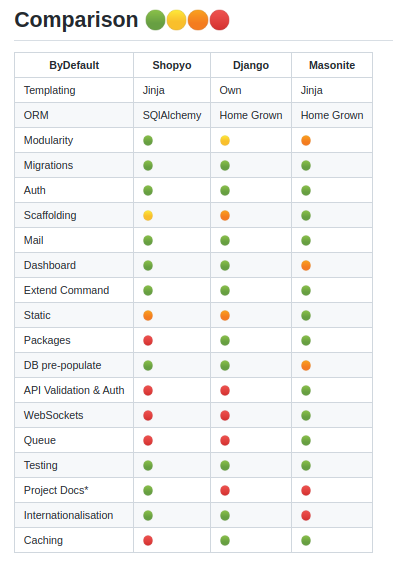 Comparison 🟢🟡🟠🔴
ByDefault Shopyo Django Masonite
Templating Jinja Own Jinja
ORM SQlAlchemy Home Grown Home Grown
Modularity 🟢 🟡 🟠
Migrations 🟢 🟢 🟢
Auth 🟢 🟢 🟢
Scaffolding 🟡 🟠 🟢
Mail 🟢 🟢 🟢
Dashboard 🟢 🟢 🟠
Extend Command 🟢 🟢 🟢
Static 🟠 🟠 🟢
Packages 🔴 🟢 🟢
DB pre-populate 🟢 🟢 🟠
API Validation & Auth 🔴 🔴 🟢
WebSockets 🔴 🔴 🟢
Queue 🔴 🔴 🟢
Testing 🟢 🟢 🟢
Project Docs* 🟢 🔴 🔴
Internationalisation 🟢 🟢 🔴
Caching 🔴 🟢 🟢